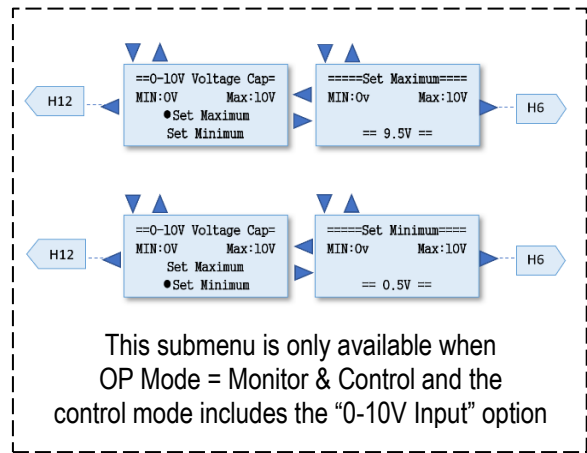 ==0-10V Voltage Cap=
MIN:0V Max:10V
●Set Maximum
Set Minimum
=====Set Maximum====
MIN:0v Max:10V
== 9.5V ==
H12
H6
==0-10V Voltage Cap=
MIN:0V Max:10V
Set Maximum
●Set Minimum
=====Set Minimum====
MIN:0v Max:10V
== 0.5V ==
H12
H6
This submenu is only available when
OP Mode = Monitor & Control and the
control mode includes the “0-10V Input” option